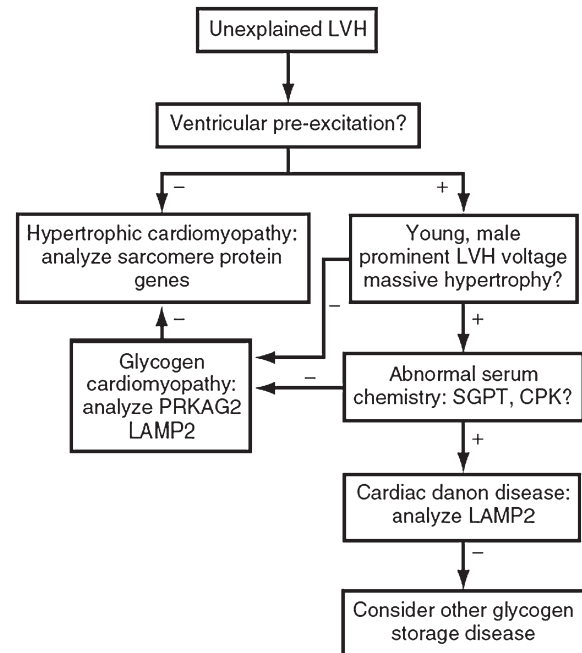 Unexplained LVH
Ventricular pre-excitation?
–
+
Hypertrophic cardiomyopathy:
analyze sarcomere protein
genes
Young, male
prominent LVH voltage
massive hypertrophy?
–
–
+
Glycogen
cardiomyopathy:
analyze PRKAG2
LAMP2
–
Abnormal serum
chemistry: SGPT, CPK?
+
Cardiac danon disease:
analyze LAMP2
–
Consider other glycogen
storage disease